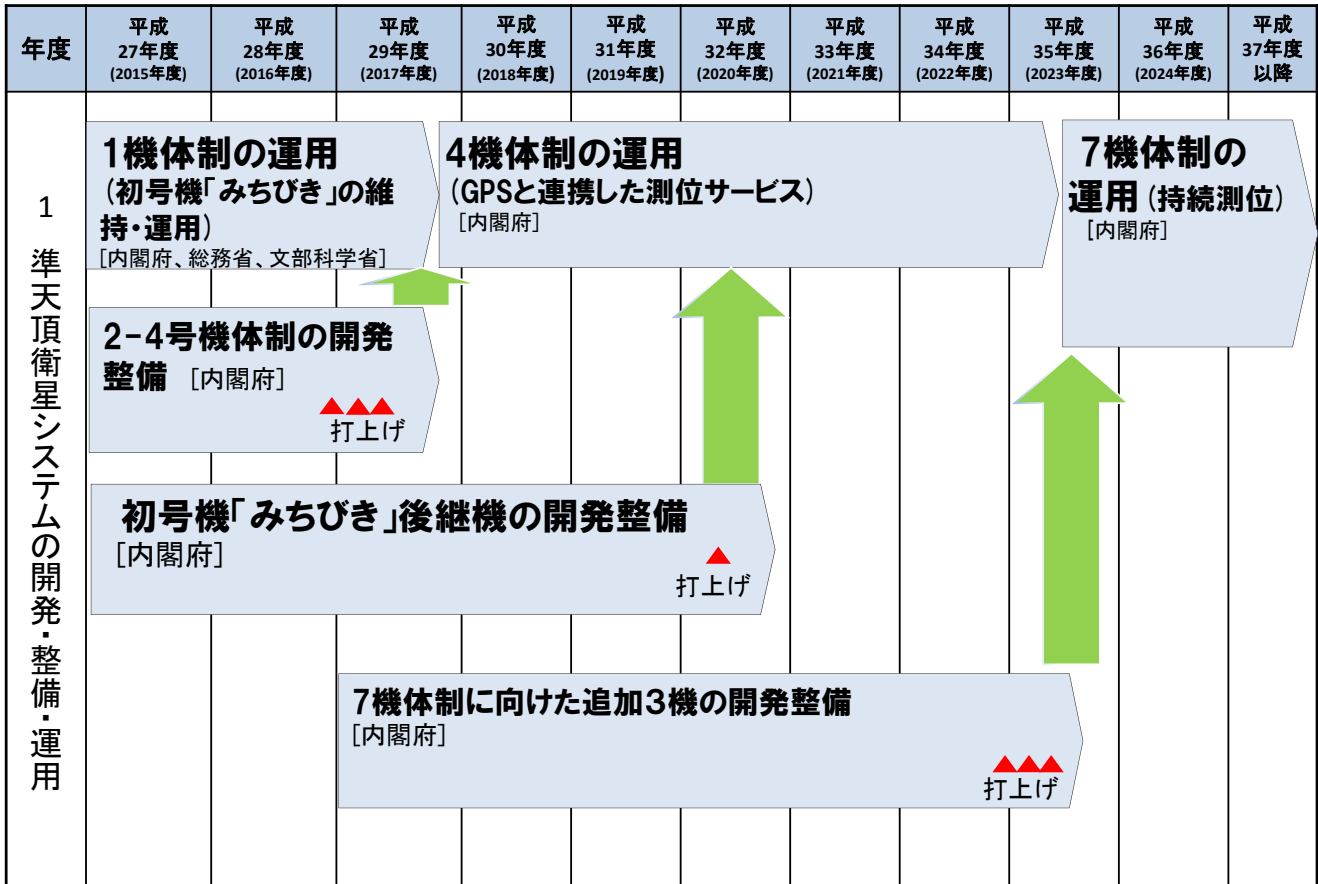 年度
平成
27年度
(2015年度)
平成
28年度
(2016年度)
平成
29年度
(2017年度)
平成
30年度
(2018年度)
平成
31年度
(2019年度)
平成
32年度
(2020年度)
平成
33年度
(2021年度)
平成
34年度
(2022年度)
平成
35年度
(2023年度)
平成
36年度
(2024年度)
平成
37年度
以降
1 準天頂衛星システムの開発・整備・運用
1機体制の運用
(初号機「みちびき」の維
持・運用)
[内閣府、総務省、文部科学省]
4機体制の運用
(GPSと連携した測位サービス)
[内閣府]
7機体制の
運用(持続測位)
[内閣府]
2-4号機体制の開発
整備 [内閣府]
打上げ
初号機「みちびき」後継機の開発整備
[内閣府]
打上げ
7機体制に向けた追加3機の開発整備
[内閣府]
打上げ